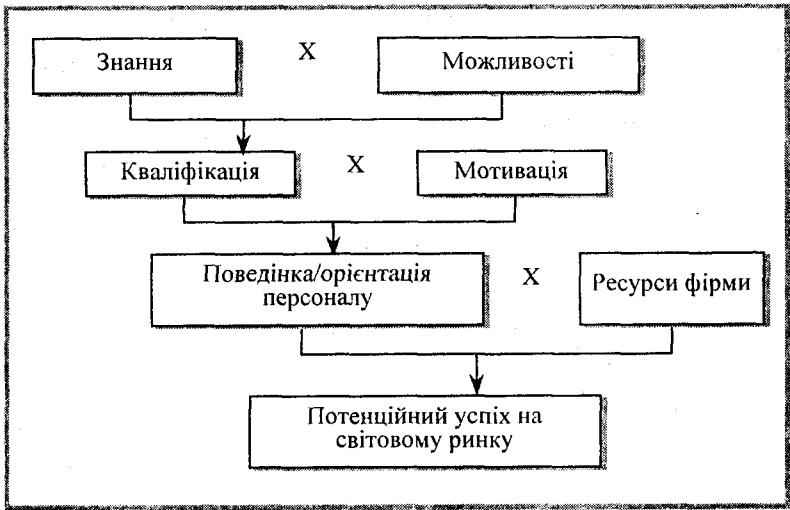 Знання X Можливості
Кваліфікація X Мотивація
Поведінка/орієнтація
персоналу
X
Ресурси фірми
Потенційний успіх на
світовому ринку